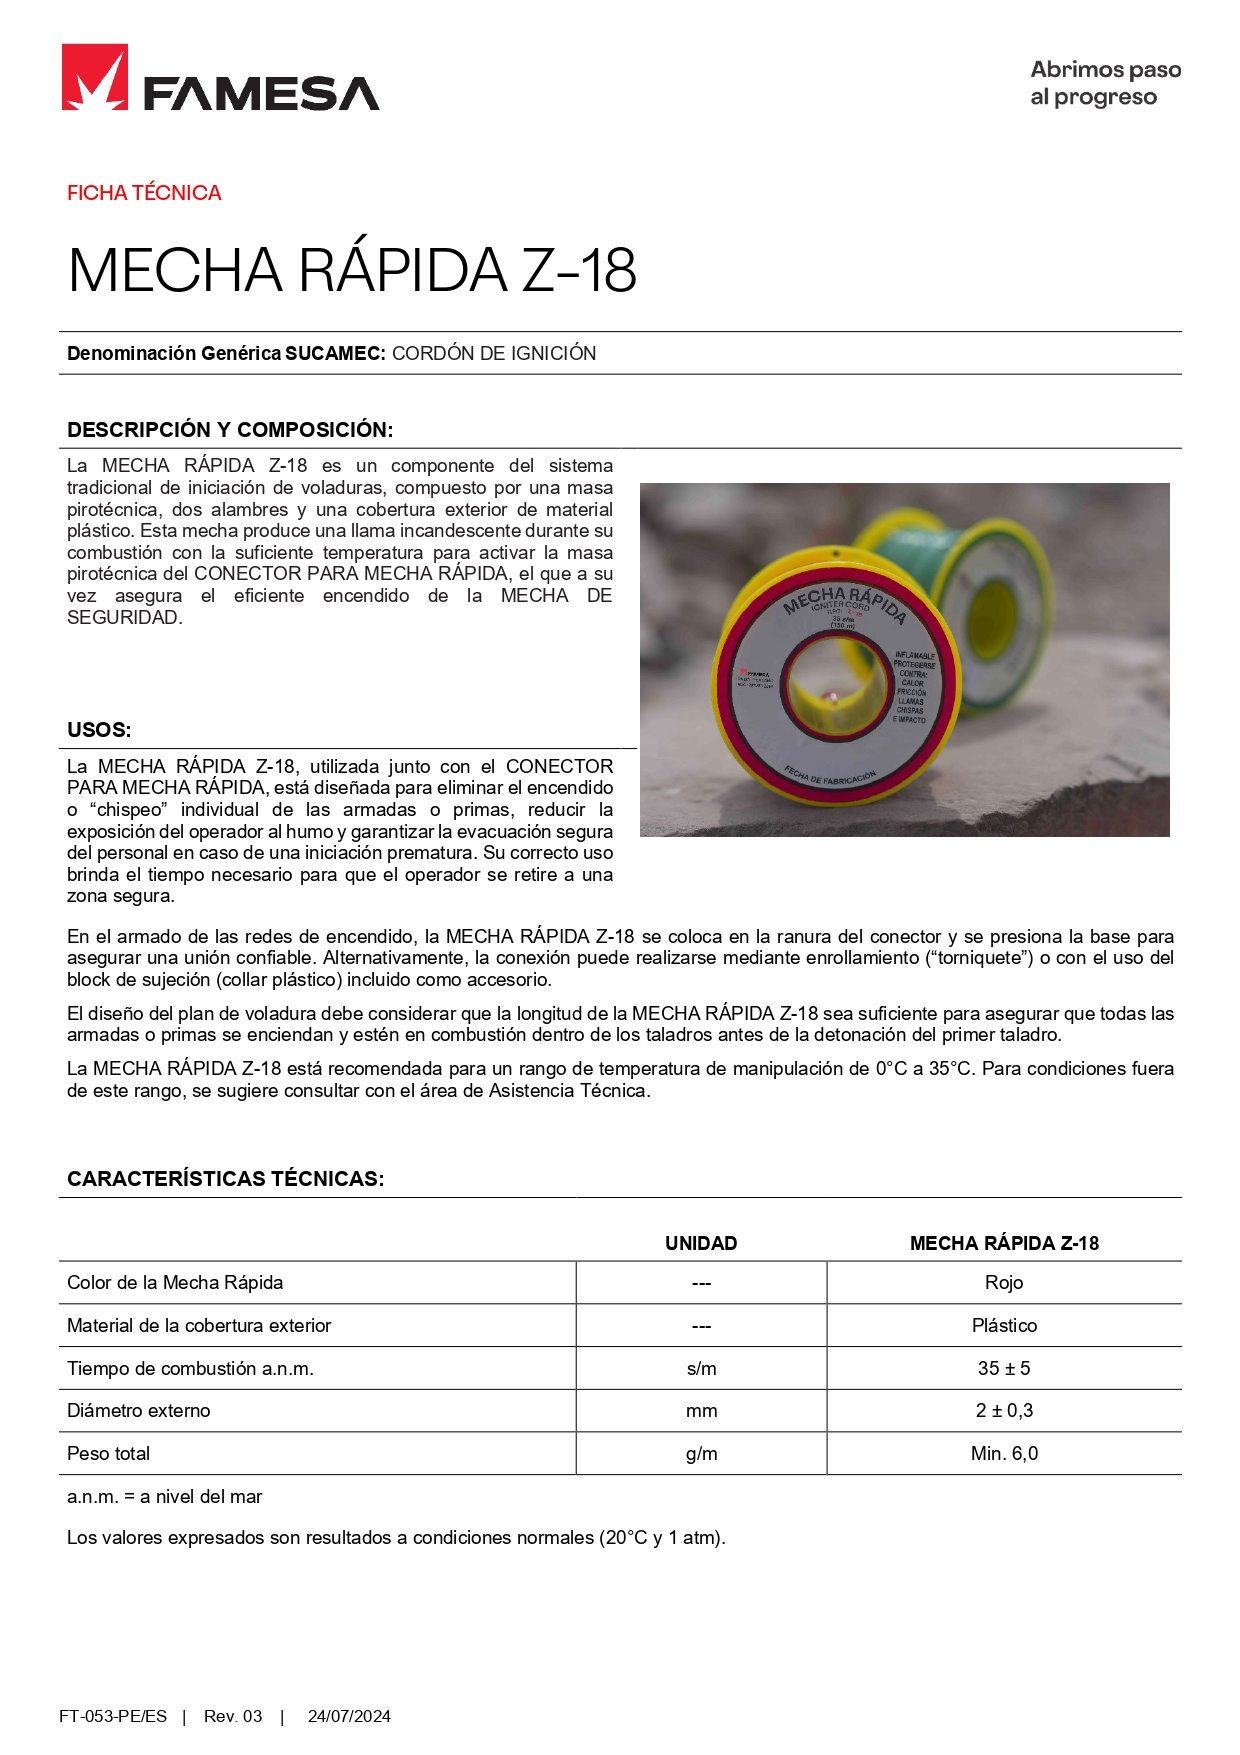 FAMESA
Abrimos paso
al progreso
FICHA TÉCNICA
MECHA RÁPIDA Z-18
Denominación Genérica SUCAMEC: CORDÓN DE IGNICIÓN
DESCRIPCIÓN Y COMPOSICIÓN:
La MECHA RÁPIDA Z-18 es un componente del sistema
tradicional de iniciación de voladuras, compuesto por una masa
pirotécnica, dos alambres y una cobertura exterior de material
plástico. Esta mecha produce una llama incandescente durante su
combustión con la suficiente temperatura para activar la masa
pirotécnica del CONECTOR PARA MECHA RÁPIDA, el que a su
vez asegura el eficiente encendido de la MECHA DE
SEGURIDAD.
MECHA RÁPIDA
IGNITER CORD
Z-18
35 s/m
(150 m)
FAMESA
INFLAMABLE
PROTEGERSE
CONTRA:
CALOR
FRICCIÓN
LLAMAS
CHISPAS
E IMPACTO
FECHA DE FABRICACIÓN
USOS:
La MECHA RÁPIDA Z-18, utilizada junto con el CONECTOR
PARA MECHA RÁPIDA, está diseñada para eliminar el encendido
o “chispeo” individual de las armadas o primas, reducir la
exposición del operador al humo y garantizar la evacuación segura
del personal en caso de una iniciación prematura. Su correcto uso
brinda el tiempo necesario para que el operador se retire a una
zona segura.
En el armado de las redes de encendido, la MECHA RÁPIDA Z-18 se coloca en la ranura del conector y se presiona la base para
asegurar una unión confiable. Alternativamente, la conexión puede realizarse mediante enrollamiento (“torniquete”) o con el uso del
block de sujeción (collar plástico) incluido como accesorio.
El diseño del plan de voladura debe considerar que la longitud de la MECHA RÁPIDA Z-18 sea suficiente para asegurar que todas las
armadas o primas se enciendan y estén en combustión dentro de los taladros antes de la detonación del primer taladro.
La MECHA RÁPIDA Z-18 está recomendada para un rango de temperatura de manipulación de 0°C a 35°C. Para condiciones fuera
de este rango, se sugiere consultar con el área de Asistencia Técnica.
CARACTERÍSTICAS TÉCNICAS:
UNIDAD MECHA RÁPIDA Z-18
Color de la Mecha Rápida --- Rojo
Material de la cobertura exterior --- Plástico
Tiempo de combustión a.n.m. s/m 35 ± 5
Diámetro externo mm 2 ± 0,3
Peso total g/m Min. 6,0
a.n.m. = a nivel del mar
Los valores expresados son resultados a condiciones normales (20°C y 1 atm).
FT-053-PE/ES | Rev. 03 | 24/07/2024